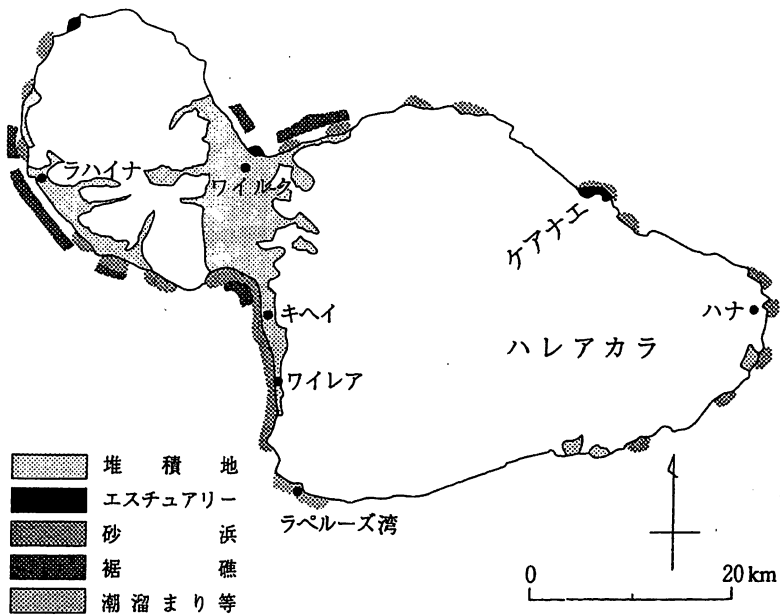 ラハイナ
ワイルク
ケアナエ
ハナ
キヘイ
ハレアカラ
ワイレア
ラペルーズ湾
堆積地
エスチュアリー
砂浜
裾礁
潮溜まり等
0 20km